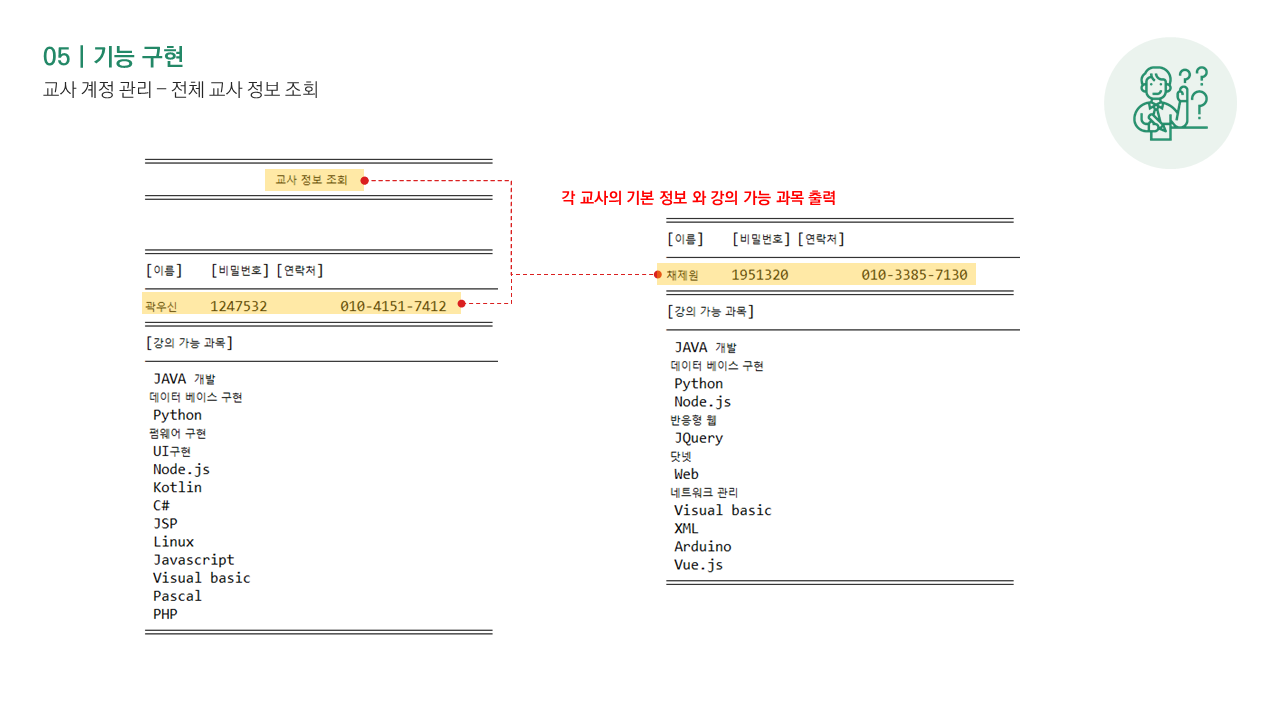 05 | 기능 구현
교사 계정 관리 – 전체 교사 정보 조회
? ? ?
교사 정보 조회
[이름] [비밀번호] [연락처]
곽우신 1247532 010-4151-7412
[강의 가능 과목]
JAVA 개발
데이터 베이스 구현
Python
펌웨어 구현
UI구현
Node.js
Kotlin
C#
JSP
Linux
Javascript
Visual basic
Pascal
PHP
각 교사의 기본 정보 와 강의 가능 과목 출력
[이름] [비밀번호] [연락처]
채제원 1951320 010-3385-7130
[강의 가능 과목]
JAVA 개발
데이터 베이스 구현
Python
Node.js
반응형 웹
JQuery
닷넷
Web
네트워크 관리
Visual basic
XML
Arduino
Vue.js